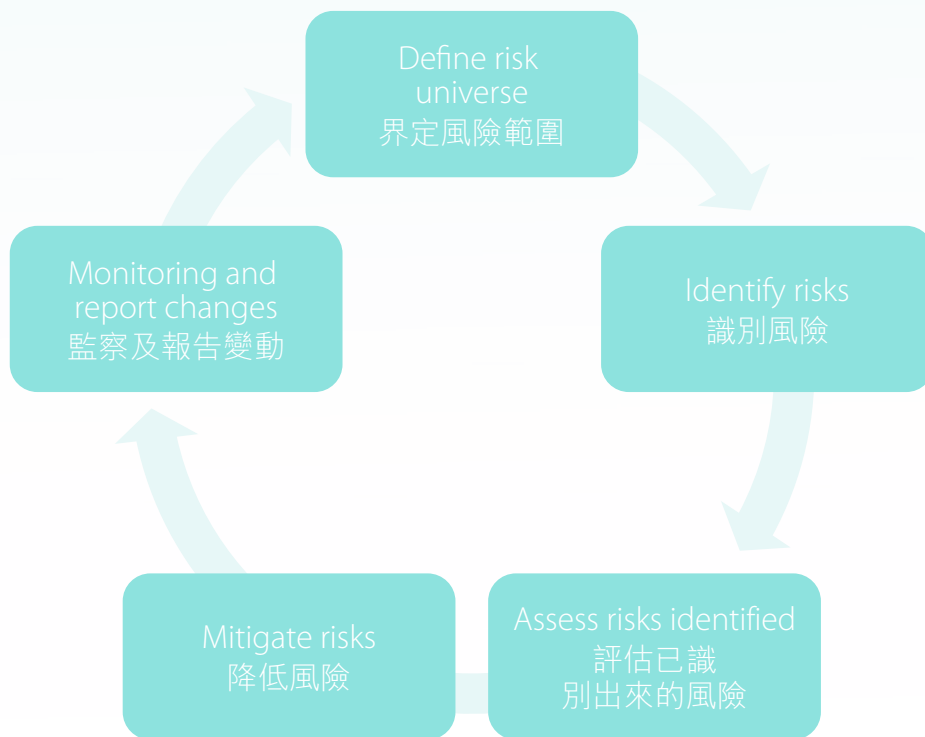 Define risk
universe
界定風險範圍
Identify risks
識別風險
Assess risks identified
評估已識
別出來的風險
Mitigate risks
降低風險
Monitoring and
report changes
監察及報告變動